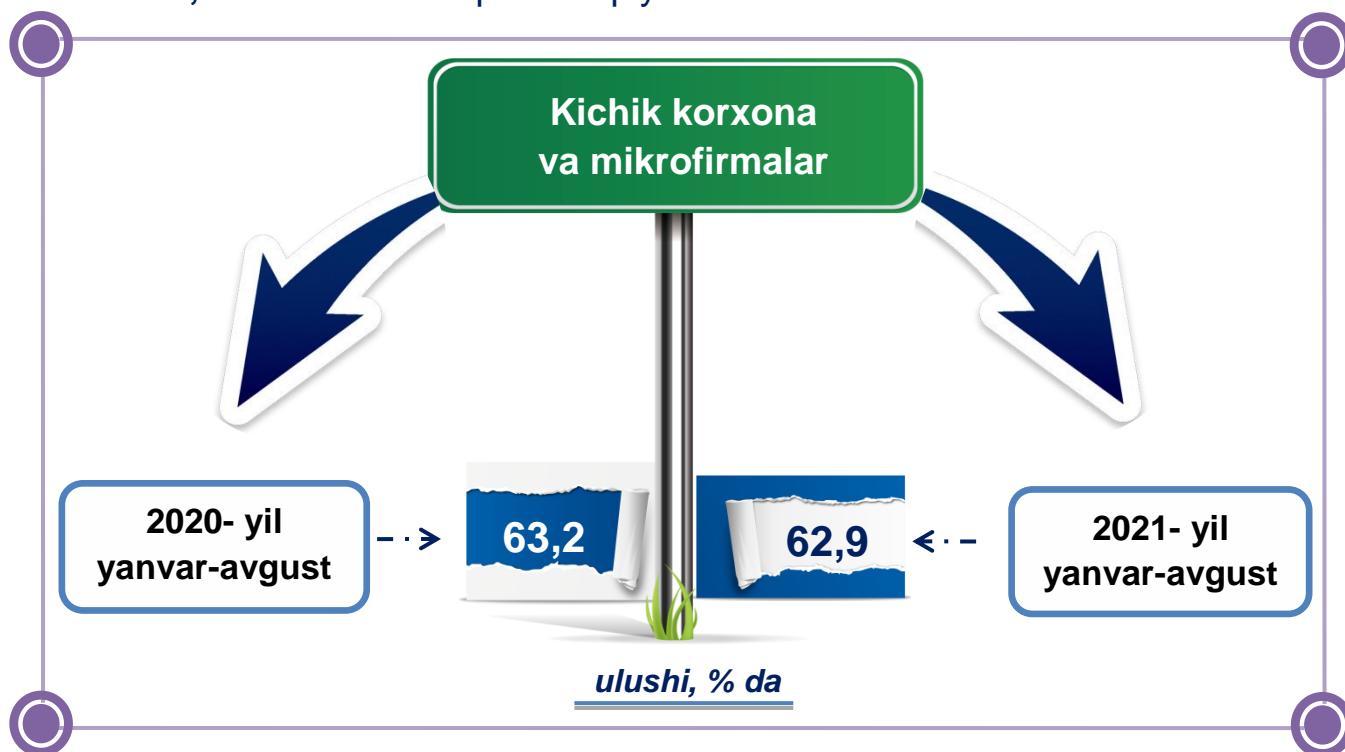 Kichik korxona
va mikrofirmalar
2020- yil
yanvar-avgust
63,2
62,9
2021- yil
yanvar-avgust
ulushi, % da